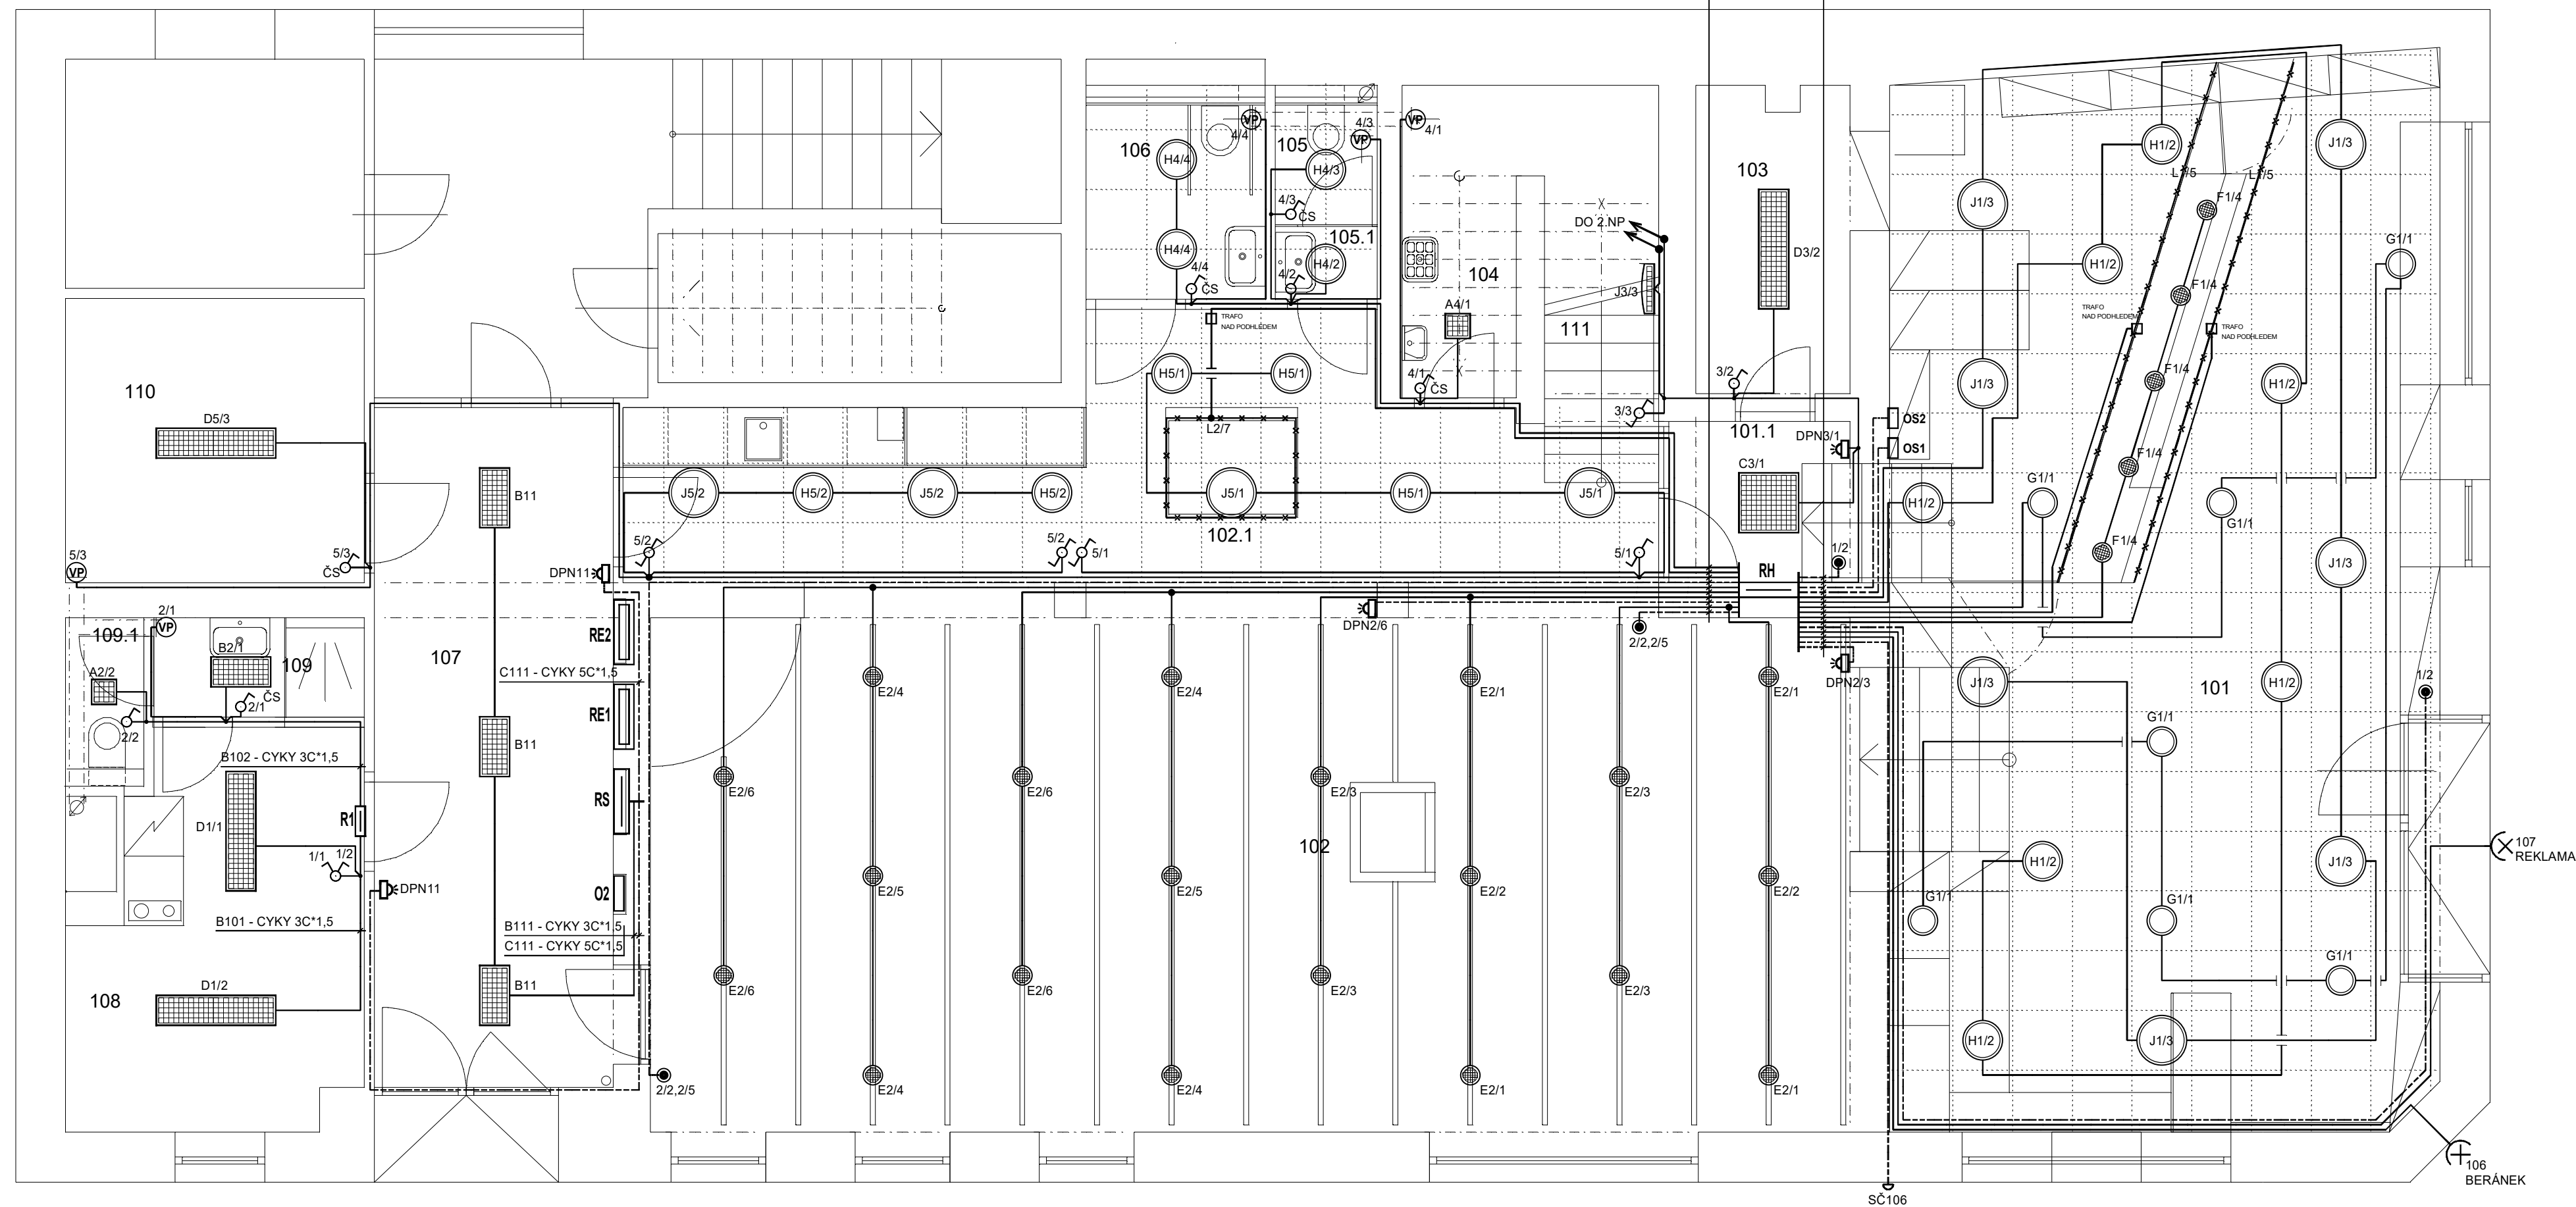 VP
4/4
106
H4/4
H4/4
4/4
ČS
105
4/3
VP
H4/3
4/3
ČS
105.1
H4/2
4/2
VP
4/1
104
A4/1
4/1
ČS
DO 2.NP
J3/3
111
3/3
103
D3/2
3/2
101.1
DPN3/1
C3/1
OS2
OS1
J1/3
H1/2
J1/3
L1/5
L1/5
F1/4
G1/1
H1/2
F1/4
TRAFO
NAD PODHLEDEM
TRAFO
NAD PODHLEDEM
J1/3
F1/4
H1/2
F1/4
H1/2
G1/1
G1/1
F1/4
J1/3
1/2
TRAFO
NAD PODHLEDEM
H5/1
H5/1
L2/7
J5/2
H5/2
J5/2
H5/2
J5/1
H5/1
J5/1
102.1
5/2
5/2
5/1
5/1
110
D5/3
5/3
VP
5/3
ČS
B11
DPN11
RH
DPN2/6
2/2,2/5
DPN2/3
109.1
2/1
VP
B2/1
109
A2/2
ČS
2/1
2/2
107
RE2
C111 - CYKY 5C*1,5
RE1
B11
B102 - CYKY 3C*1,5
R1
D1/1
1/1
1/2
RS
DPN11
O2
B101 - CYKY 3C*1,5
B111 - CYKY 3C*1,5
C111 - CYKY 5C*1,5
108
D1/2
B11
2/2,2/5
E2/4
E2/4
E2/1
E2/1
E2/6
E2/6
E2/3
E2/3
102
E2/5
E2/5
E2/2
E2/2
E2/6
E2/6
E2/3
E2/3
E2/4
E2/4
E2/1
E2/1
J1/3
H1/2
101
1/2
G1/1
H1/2
J1/3
107
REKLAMA
G1/1
G1/1
G1/1
H1/2
J1/3
106
BERÁNEK
SČ106